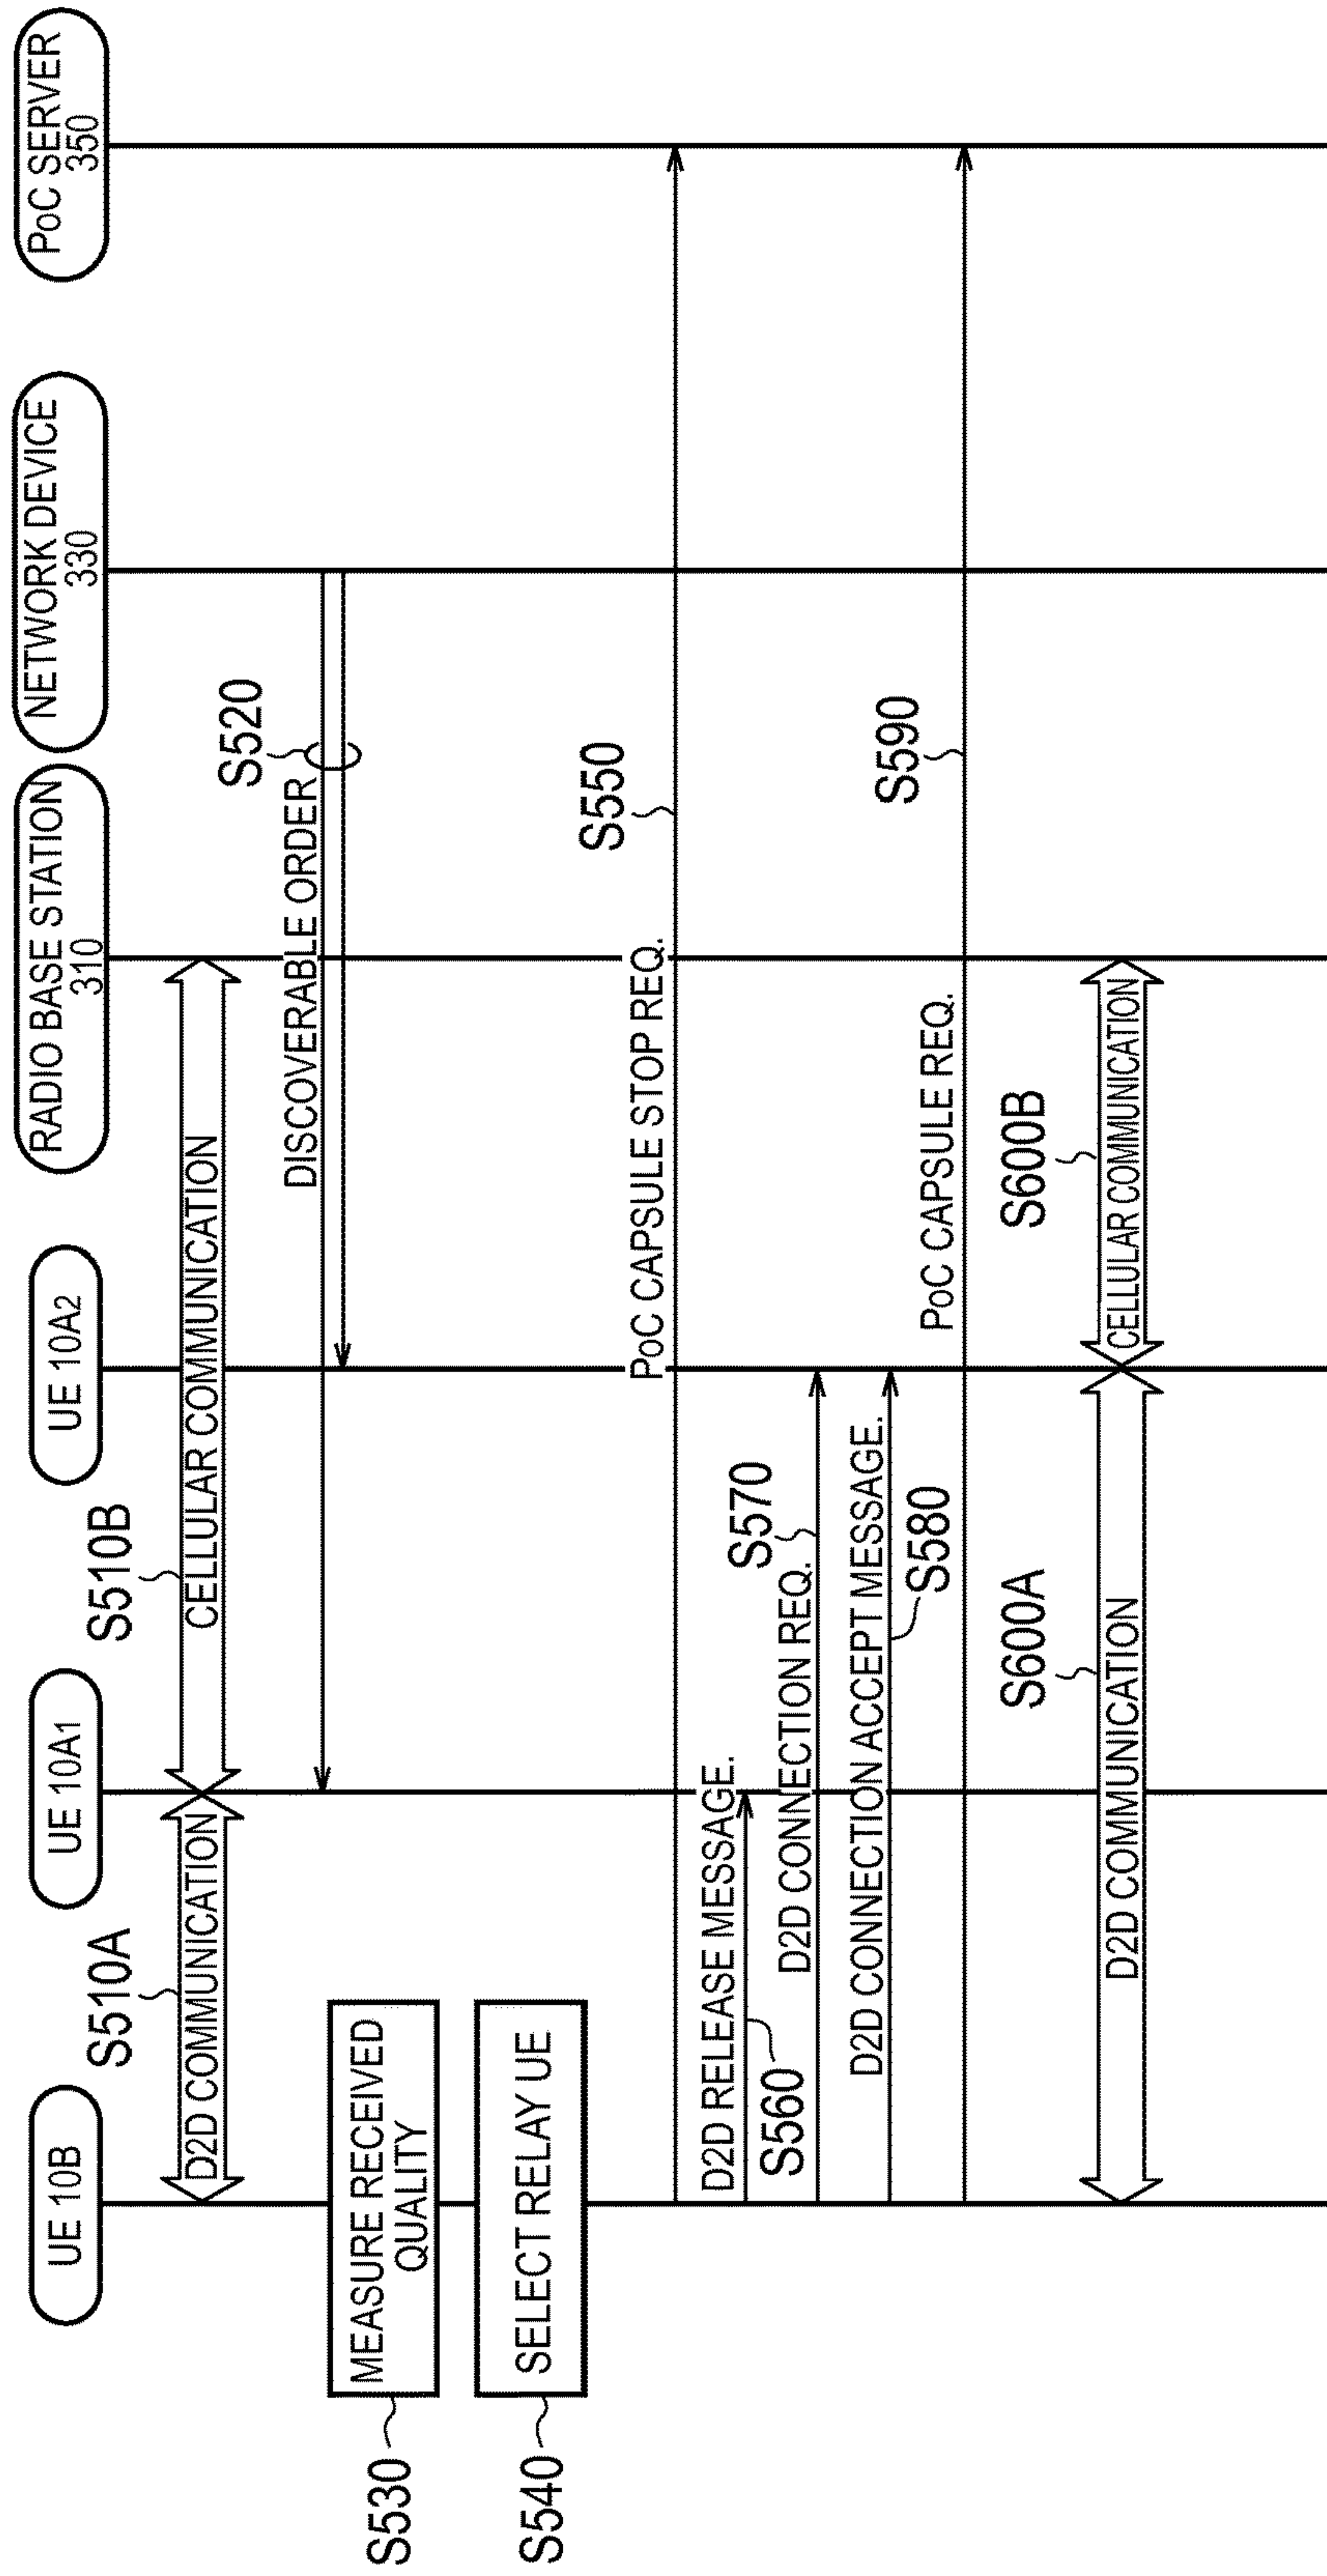 UE 10B
UE 10A1
UE 10A2
RADIO BASE STATION
310
NETWORK DEVICE
330
PoC SERVER
350
S510A
D2D COMMUNICATION
S510B
CELLULAR COMMUNICATION
S520
DISCOVERABLE ORDER
S530
MEASURE RECEIVED
QUALITY
S540
SELECT RELAY UE
S550
PoC CAPSULE STOP REQ.
D2D RELEASE MESSAGE.
S560
S570
D2D CONNECTION REQ.
D2D CONNECTION ACCEPT MESSAGE.
S580
S590
PoC CAPSULE REQ.
S600A
D2D COMMUNICATION
S600B
CELLULAR COMMUNICATION